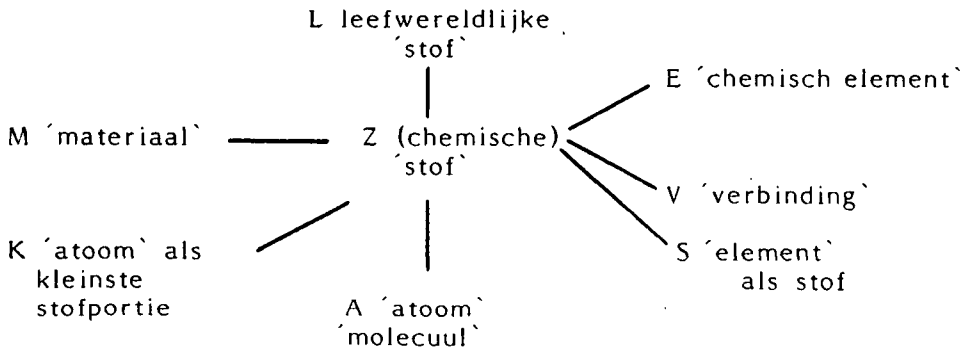 L leefwereldlijke
´stof`
E ´chemisch element`
M ´materiaal`
Z (chemische)
´stof`
V ´verbinding`
K ´atoom` als
kleinste
stofportie
S ´element`
als stof
A ´atoom`
´molecuul`